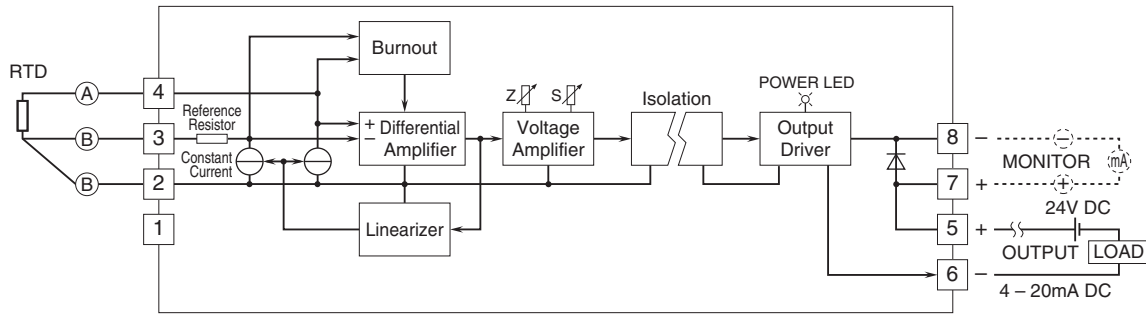 RTD
A
B
B
4
3
2
1
Reference
Resistor
Constant
Current
Burnout
+
−
Differential
Amplifier
Linearizer
Z
S
Voltage
Amplifier
Isolation
POWER LED
Output
Driver
8
7
5
6
−
−
MONITOR
mA
+
+
24V DC
+
OUTPUT
LOAD
−
4 – 20mA DC